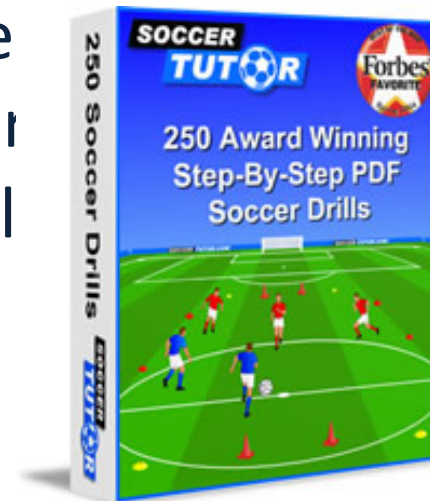 e
r
l
250 Soccer Drills
SOCCER
TUTOR
SOCCER
TUTOR
Forbes
FAVORITE
250 Award Winning
Step-By-Step PDF
Soccer Drills